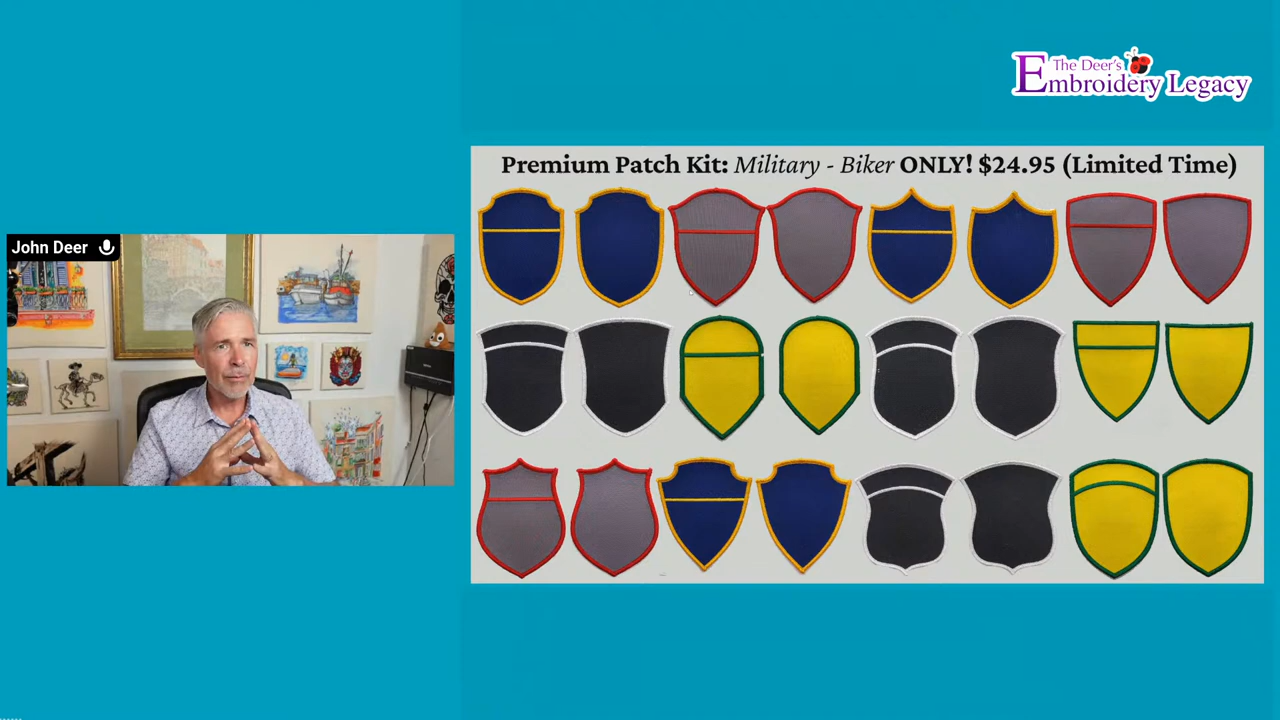 The Deer's
Embroidery Legacy
Premium Patch Kit: Military - Biker ONLY! $24.95 (Limited Time)
John Deer